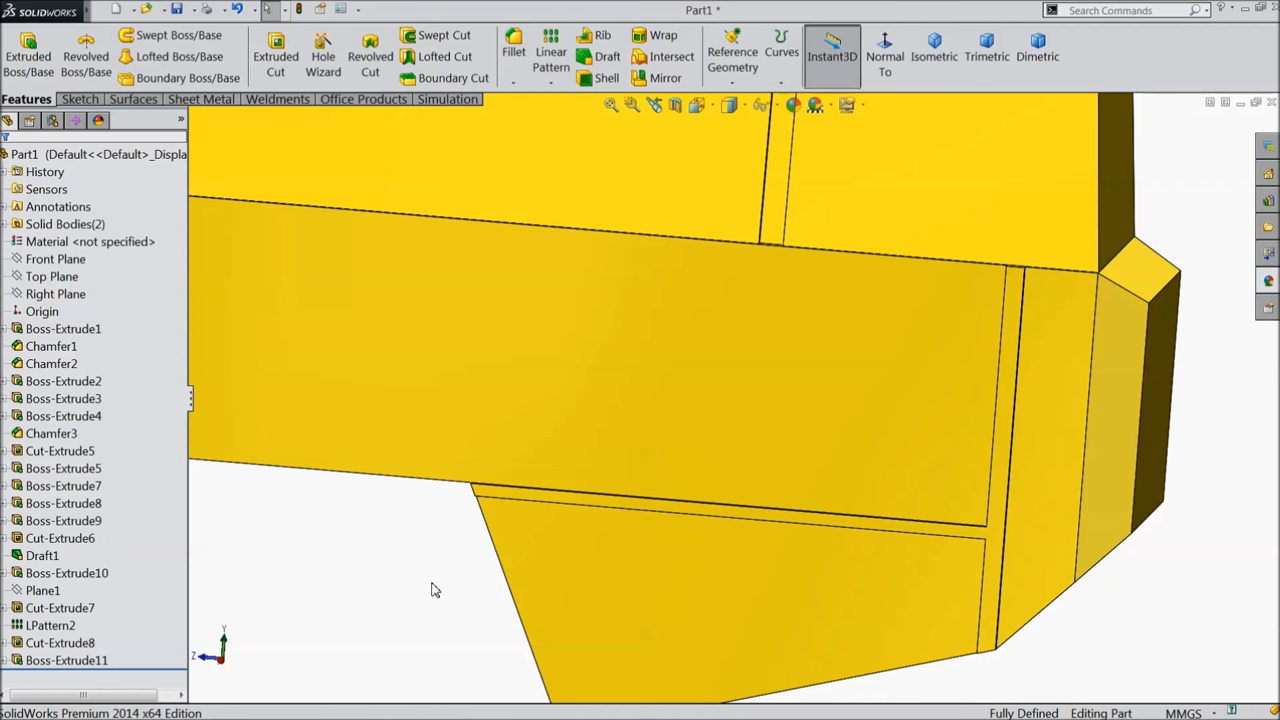 SOLIDWORKS
Part1 *
Search Commands
Extruded Boss/Base
Revolved Boss/Base
Swept Boss/Base
Lofted Boss/Base
Boundary Boss/Base
Extruded Cut
Hole Wizard
Revolved Cut
Swept Cut
Lofted Cut
Boundary Cut
Fillet
Linear Pattern
Rib
Draft
Shell
Wrap
Intersect
Mirror
Reference Geometry
Curves
Instant3D
Normal To
Isometric
Trimetric
Dimetric
Features
Sketch
Surfaces
Sheet Metal
Weldments
Office Products
Simulation
Part1 (Default<<Default>_Displa
History
Sensors
Annotations
Solid Bodies(2)
Material <not specified>
Front Plane
Top Plane
Right Plane
Origin
Boss-Extrude1
Chamfer1
Chamfer2
Boss-Extrude2
Boss-Extrude3
Boss-Extrude4
Chamfer3
Cut-Extrude5
Boss-Extrude5
Boss-Extrude7
Boss-Extrude8
Boss-Extrude9
Cut-Extrude6
Draft1
Boss-Extrude10
Plane1
Cut-Extrude7
LPattern2
Cut-Extrude8
Boss-Extrude11
Y
Z
SolidWorks Premium 2014 x64 Edition
Fully Defined
Editing Part
MMGS